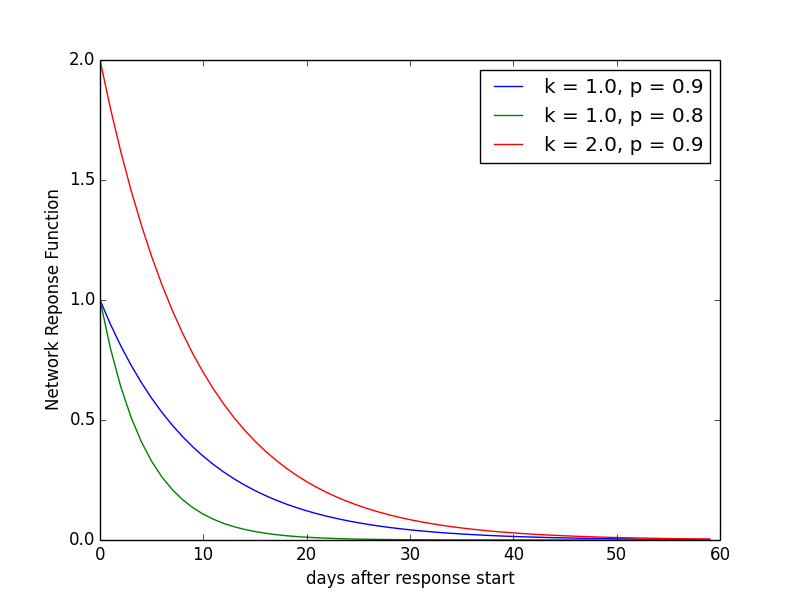 2.0
1.5
1.0
0.5
0.0
Network Reponse Function
k = 1.0, p = 0.9
k = 1.0, p = 0.8
k = 2.0, p = 0.9
0 10 20 30 40 50 60
days after response start